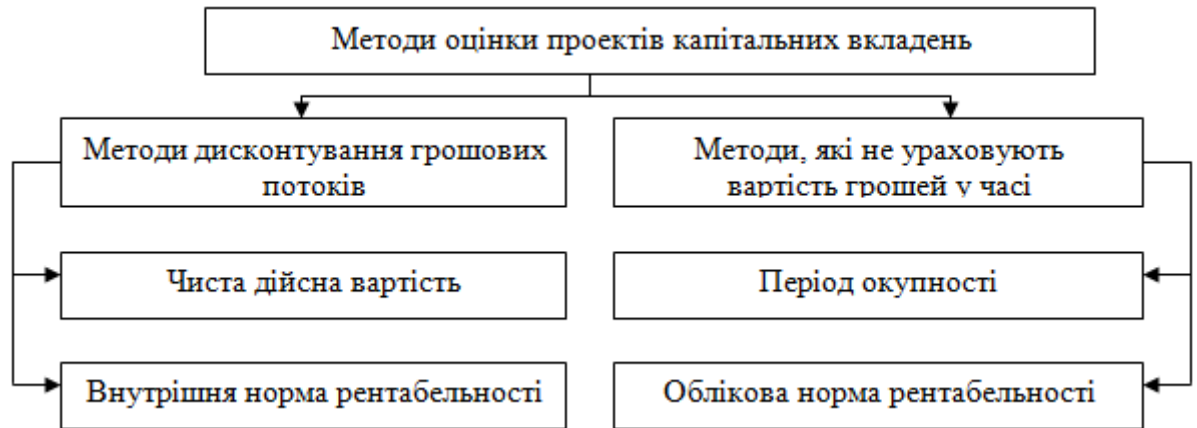 Методи оцінки проектів капітальних вкладень
Методи дисконтування грошових
потоків
Методи, які не ураховують
вартість грошей у часі
Чиста дійсна вартість
Період окупності
Внутрішня норма рентабельності
Облікова норма рентабельності